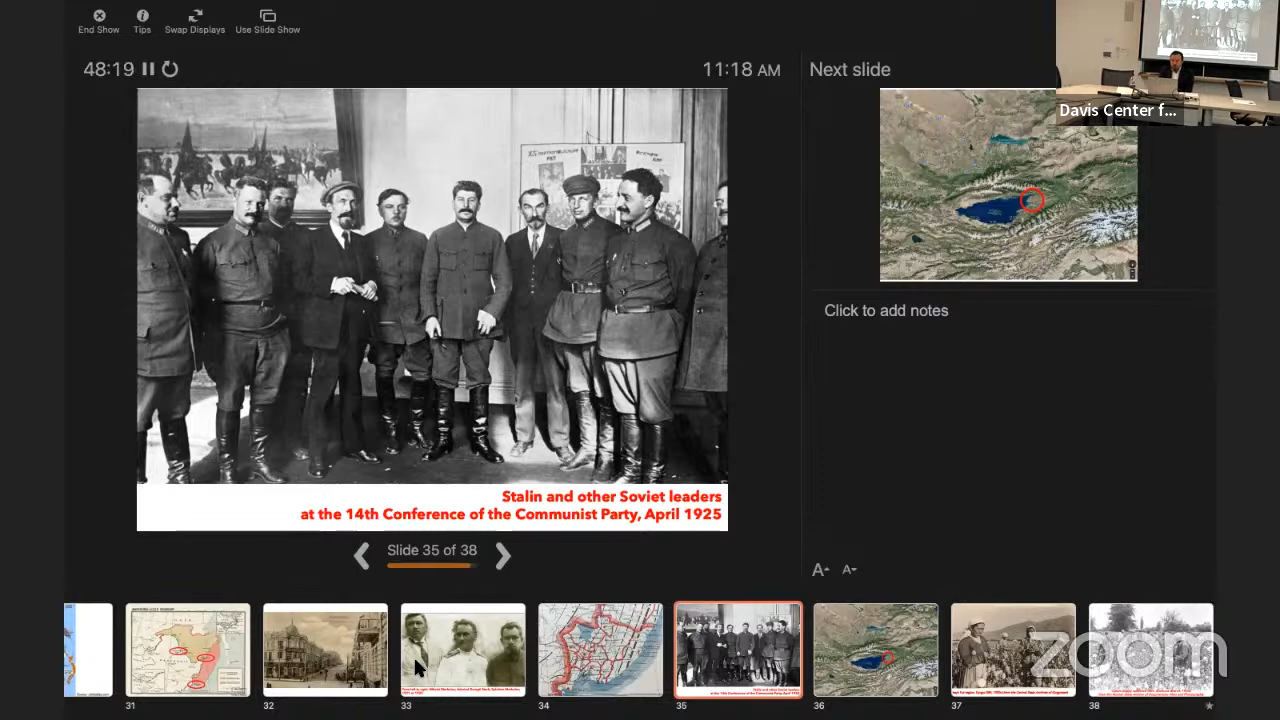 End Show
Tips
Swap Displays
Use Slide Show
48:19
11:18 AM
Next slide
Davis Center f...
Stalin and other Soviet leaders
at the 14th Conference of the Communist Party, April 1925
Click to add notes
Slide 35 of 38
A
A
31
32
33
34
35
36
37
38
zoom